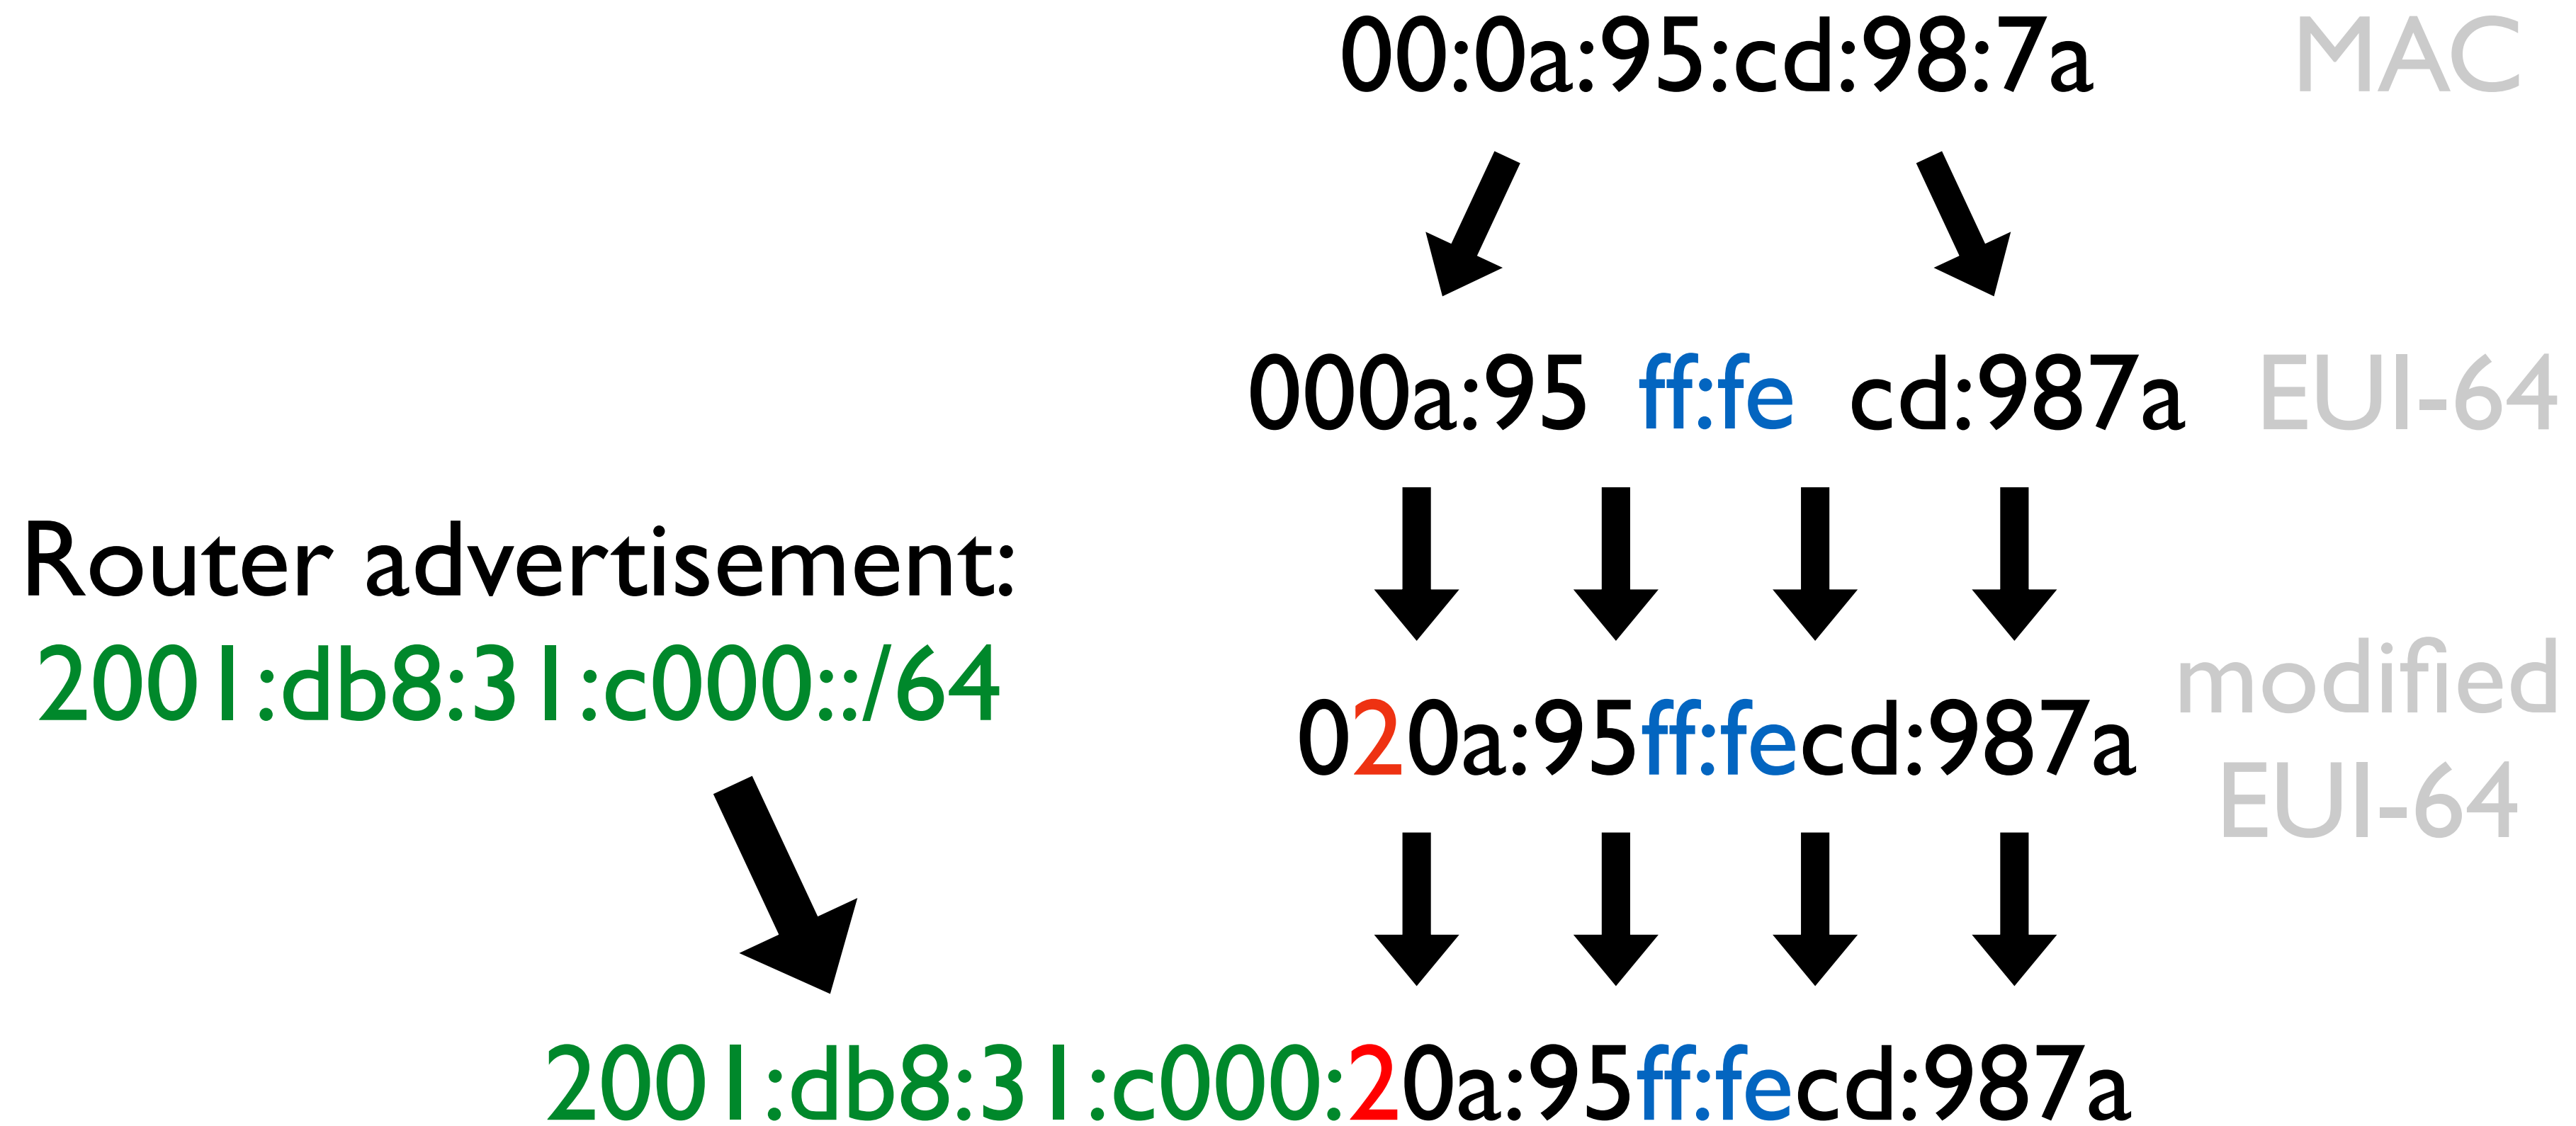 00:0a:95:cd:98:7a MAC
000a:95 ff:fe cd:987a EUI-64
Router advertisement:
2001:db8:31:c000::/64
020a:95ff:fecd:987a
modified
EUI-64
2001:db8:31:c000:20a:95ff:fecd:987a